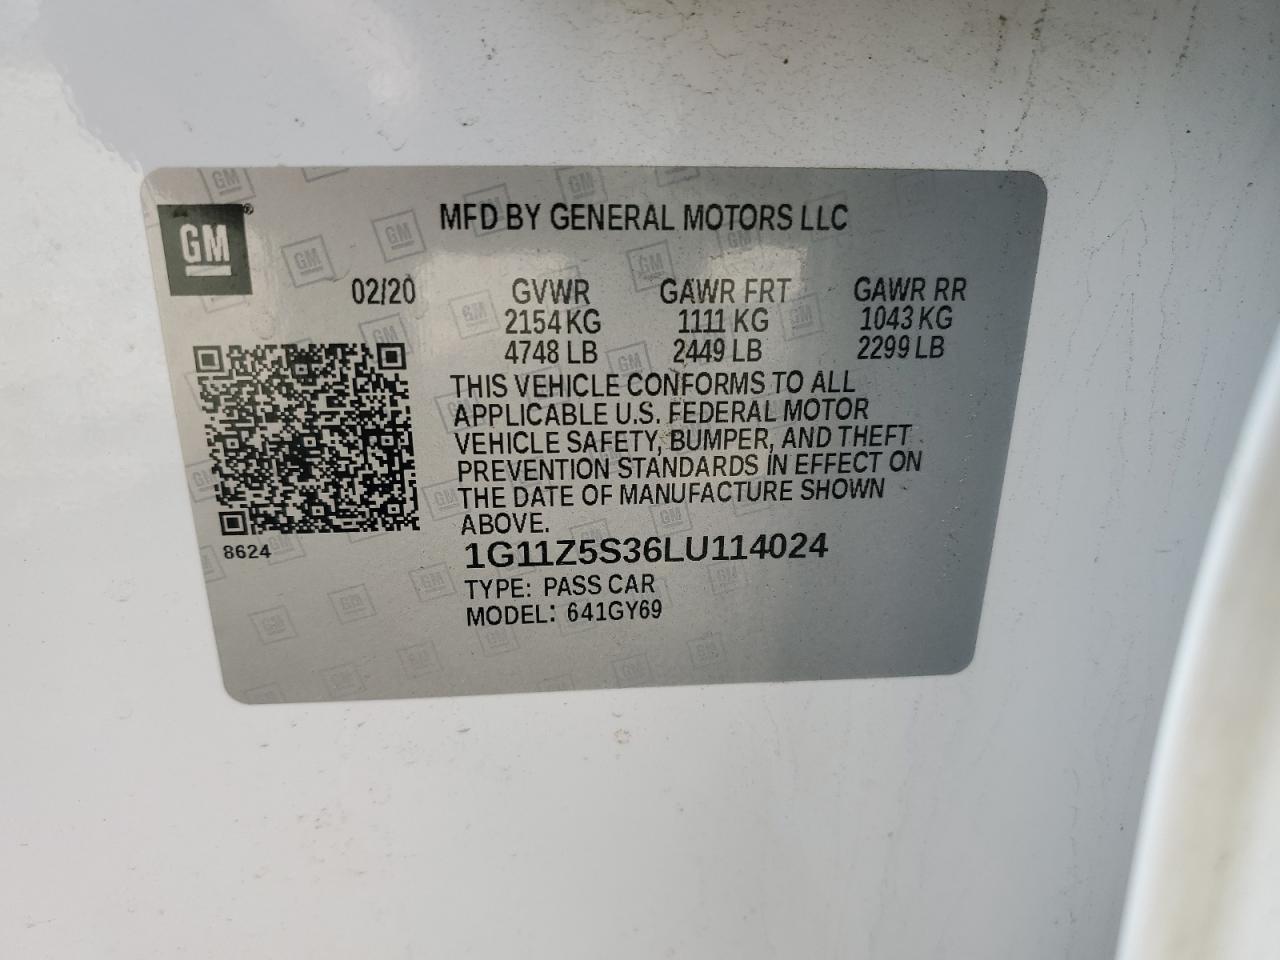 GM®
MFD BY GENERAL MOTORS LLC
02/20 GVWR GAWR FRT GAWR RR
2154 KG 1111 KG 1043 KG
4748 LB 2449 LB 2299 LB
THIS VEHICLE CONFORMS TO ALL
APPLICABLE U.S. FEDERAL MOTOR
VEHICLE SAFETY, BUMPER, AND THEFT
PREVENTION STANDARDS IN EFFECT ON
THE DATE OF MANUFACTURE SHOWN
ABOVE.
8624
1G11Z5S36LU114024
TYPE: PASS CAR
MODEL: 641GY69